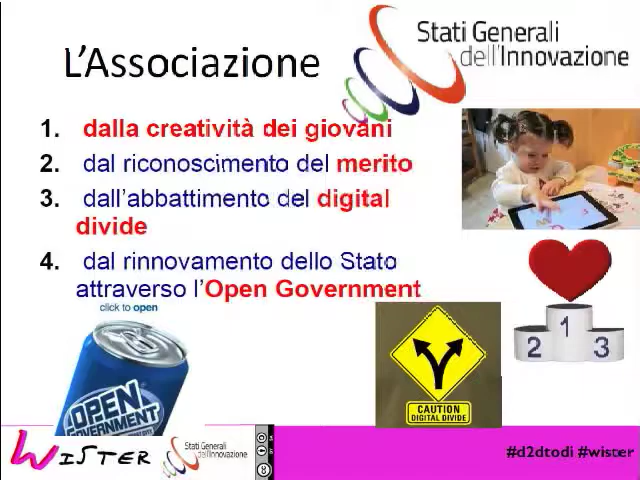 L'Associazione
Stati Generali
dell'Innovazione
1. dalla creatività dei giovani
2. dal riconoscimento del merito
3. dall'abbattimento del digital
divide
4. dal rinnovamento dello Stato
attraverso l'Open Government
click to open
OPEN
GOVERNMENT
1
2 3
CAUTION
DIGITAL DIVIDE
WISTER
Stati Generali
dell'Innovazione
#d2dtodi #wister